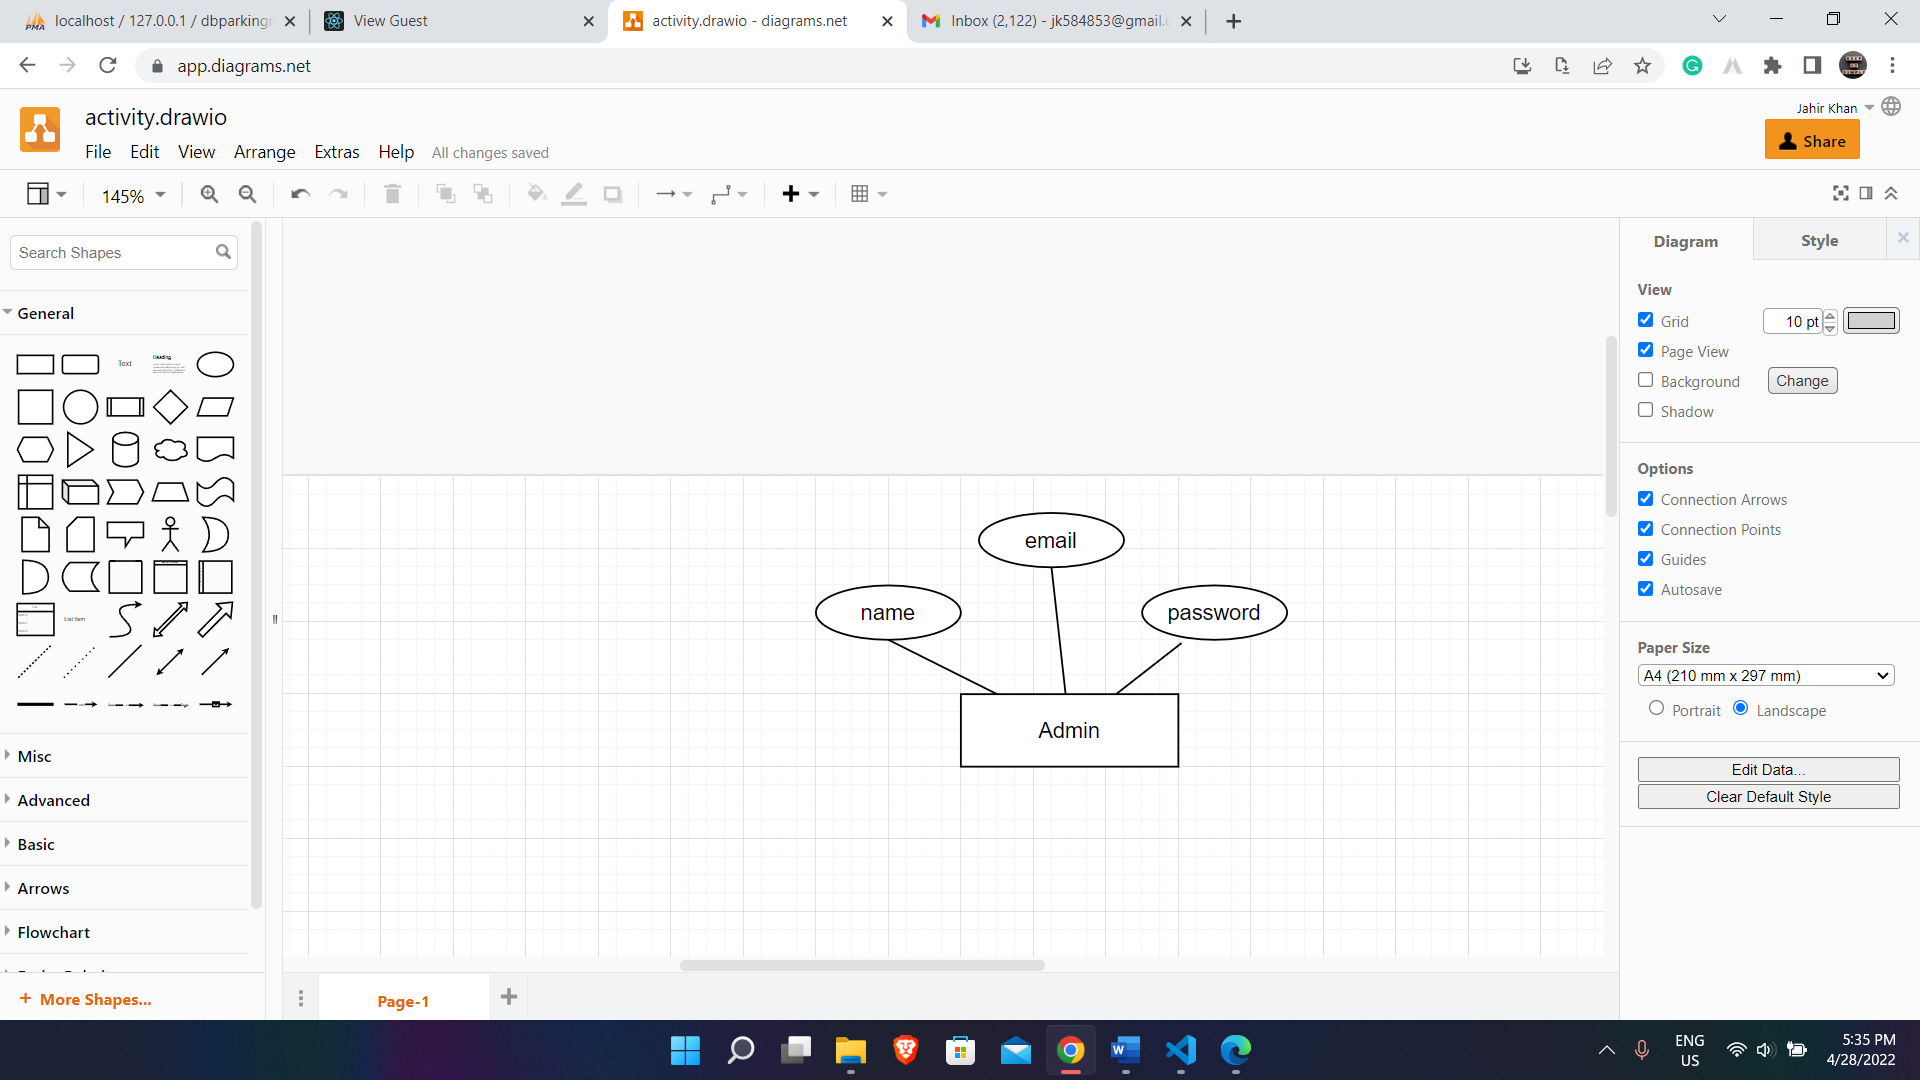 localhost / 127.0.0.1 / dbparking
View Guest
activity.drawio - diagrams.net
Inbox (2,122) - jk584853@gmail.c
app.diagrams.net
activity.drawio
Jahir Khan
File Edit View Arrange Extras Help All changes saved
Share
145%
Search Shapes
Diagram Style
General
View
Grid 10 pt
Page View
Background Change
Shadow
Text
Heading
Options
Connection Arrows
Connection Points
Guides
Autosave
List Item
Paper Size
A4 (210 mm x 297 mm)
Portrait Landscape
Edit Data...
Clear Default Style
email
name
password
Admin
Misc
Advanced
Basic
Arrows
Flowchart
+ More Shapes...
Page-1
ENG
US
5:35 PM
4/28/2022